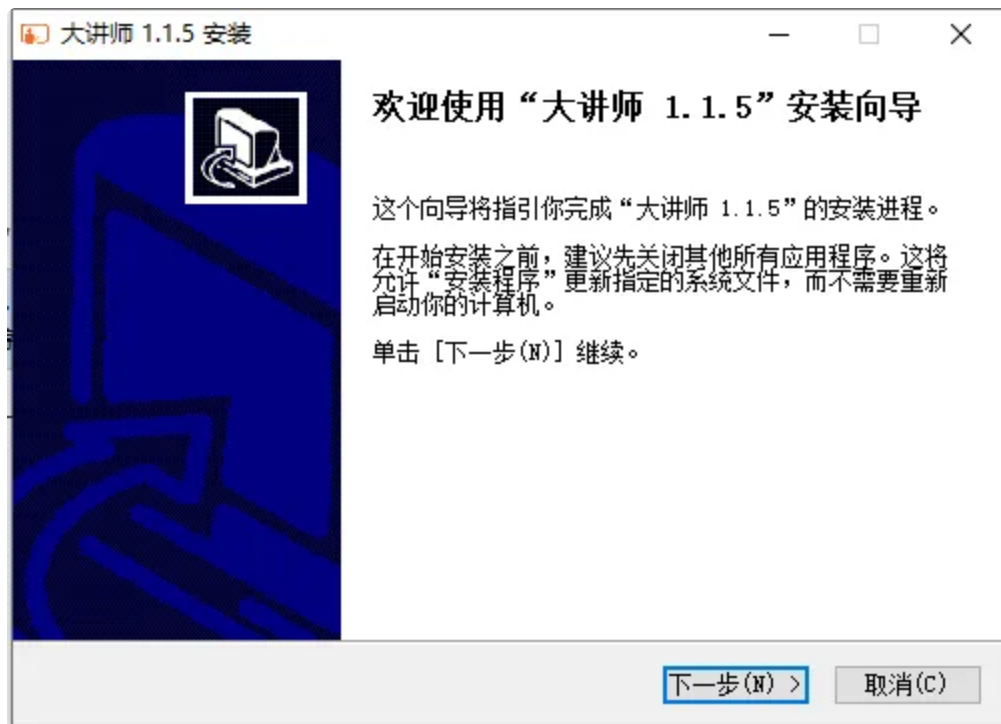 大讲师 1.1.5 安装
欢迎使用“大讲师 1.1.5”安装向导
这个向导将指引你完成“大讲师 1.1.5”的安装进程。
在开始安装之前，建议先关闭其他所有应用程序。这将
允许“安装程序”更新指定的系统文件，而不需要重新
启动你的计算机。
单击 [下一步(N)] 继续。
下一步(N) >
取消(C)